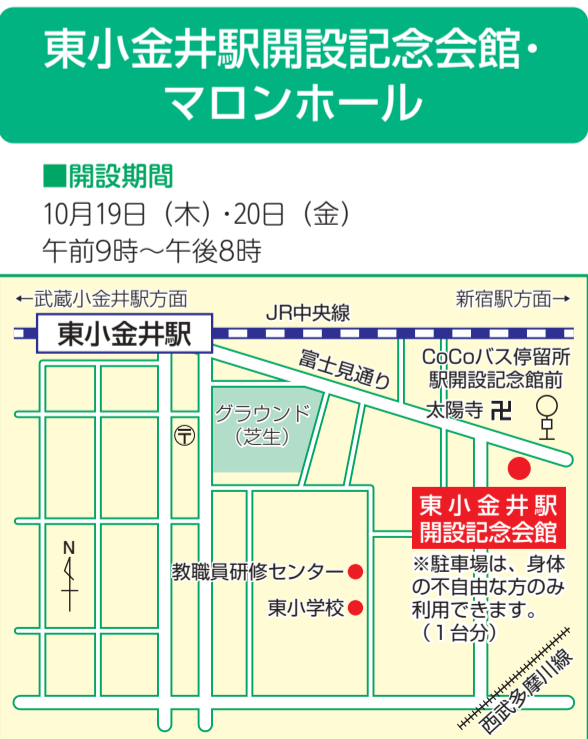 東小金井駅開設記念会館・
マロンホール
■開設期間
10月19日（木）・20日（金）
午前9時～午後8時
←武蔵小金井駅方面
新宿駅方面→
JR中央線
東小金井駅
富士見通り
CoCoバス停留所
駅開設記念館前
太陽寺 卍
グラウンド
（芝生）
〒
東小金井駅
開設記念会館
※駐車場は、身体
の不自由な方のみ
利用できます。
（1台分）
N
教職員研修センター
東小学校
西武多摩川線